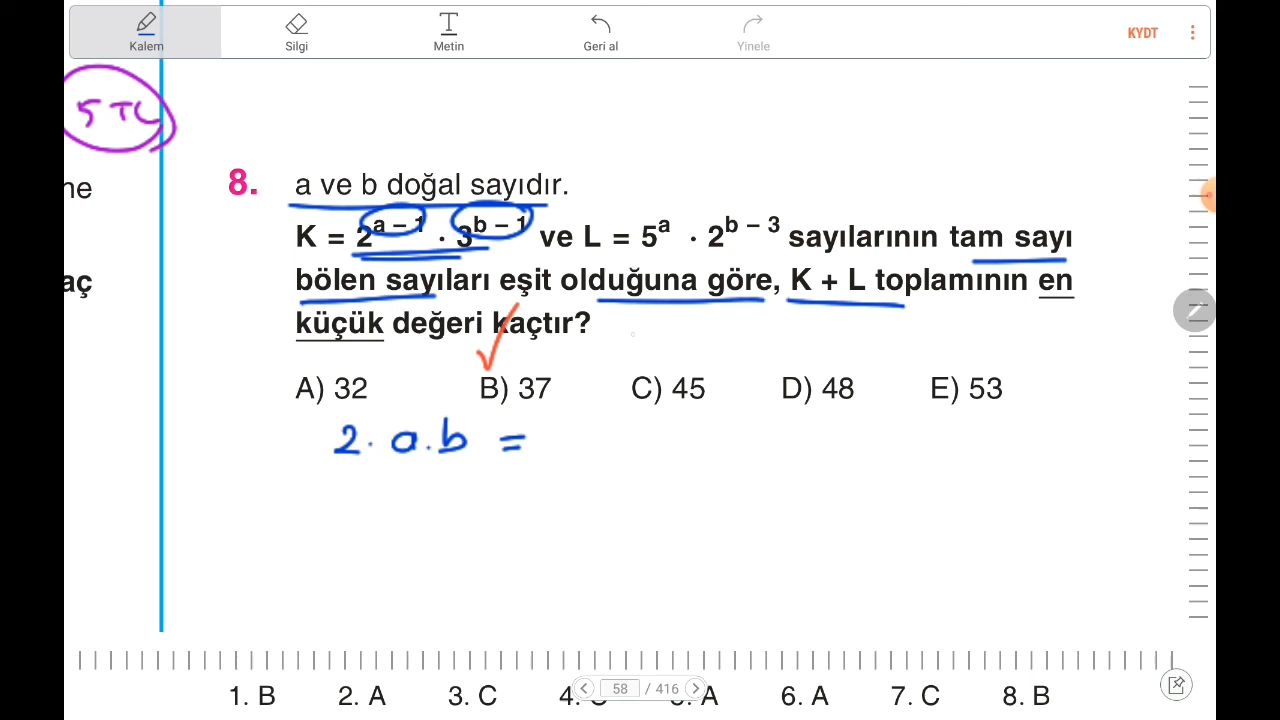 Kalem Silgi Metin Geri al Yinele KYDT
5 TL
ne
aç
8. a ve b doğal sayıdır.
K = 2^{a – 1} · 3^{b – 1} ve L = 5^{a} · 2^{b – 3} sayılarının tam sayı
bölen sayıları eşit olduğuna göre, K + L toplamının en
küçük değeri kaçtır?
A) 32 B) 37 C) 45 D) 48 E) 53
2. a.b =
1. B 2. A 3. C 4. 58 / 416 A 6. A 7. C 8. B